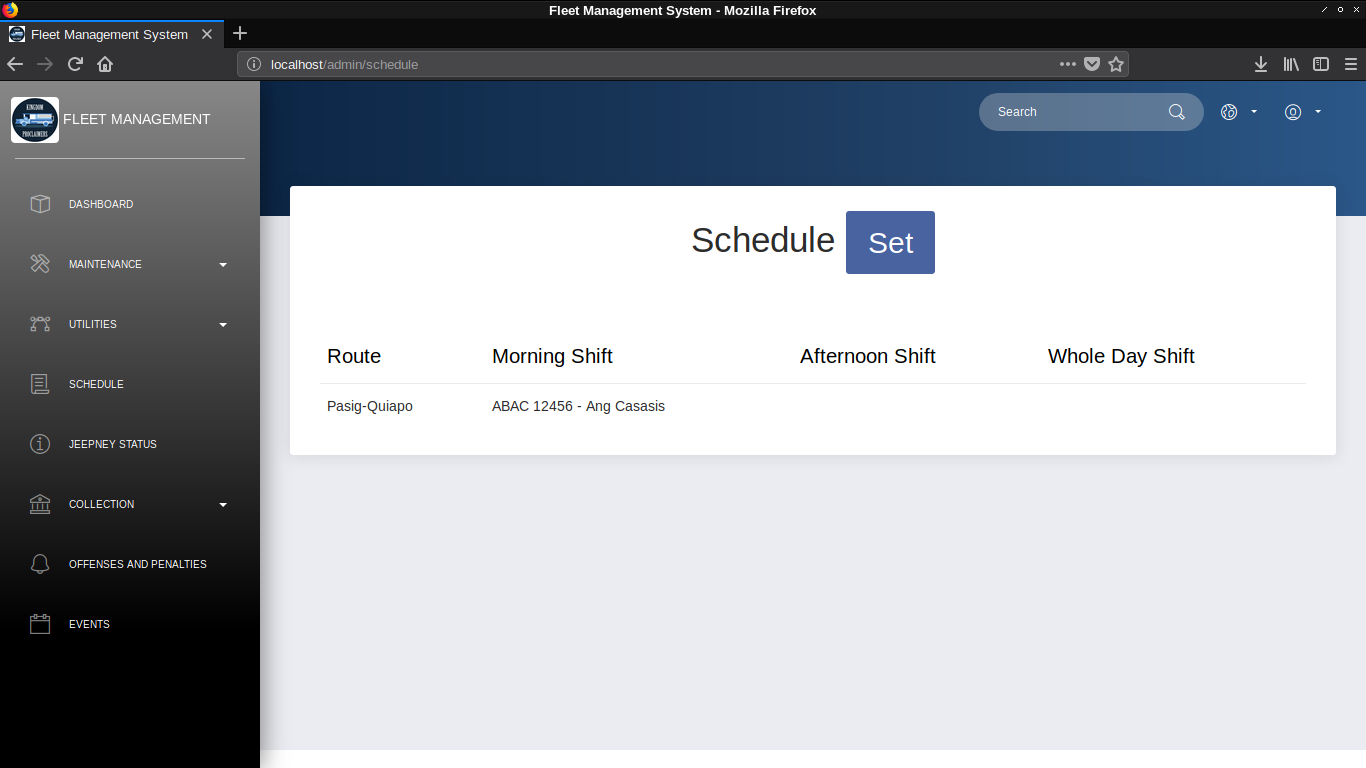 Fleet Management System - Mozilla Firefox
Fleet Management System
localhost/admin/schedule
KINGDOM
PROCLAIMERS
FLEET MANAGEMENT
Search
DASHBOARD
MAINTENANCE
UTILITIES
SCHEDULE
JEEPNEY STATUS
COLLECTION
OFFENSES AND PENALTIES
EVENTS
Schedule Set
Route Morning Shift Afternoon Shift Whole Day Shift
Pasig-Quiapo ABAC 12456 - Ang Casasis